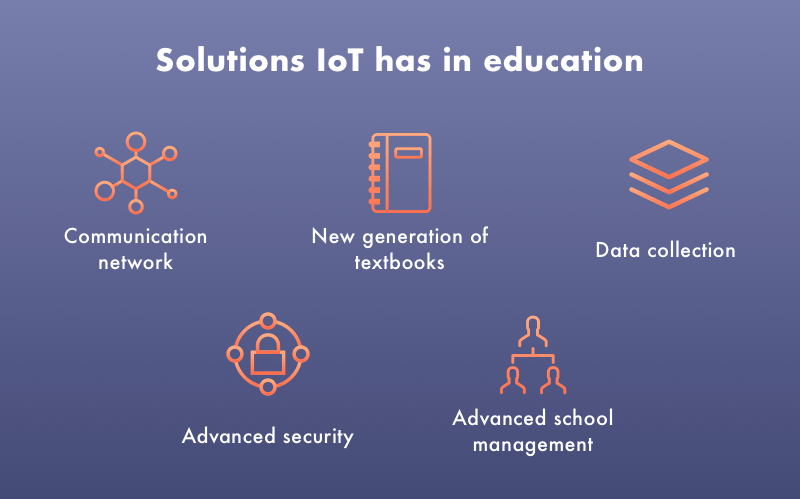 Solutions IoT has in education
Communication
network
New generation of
textbooks
Data collection
Advanced security
Advanced school
management